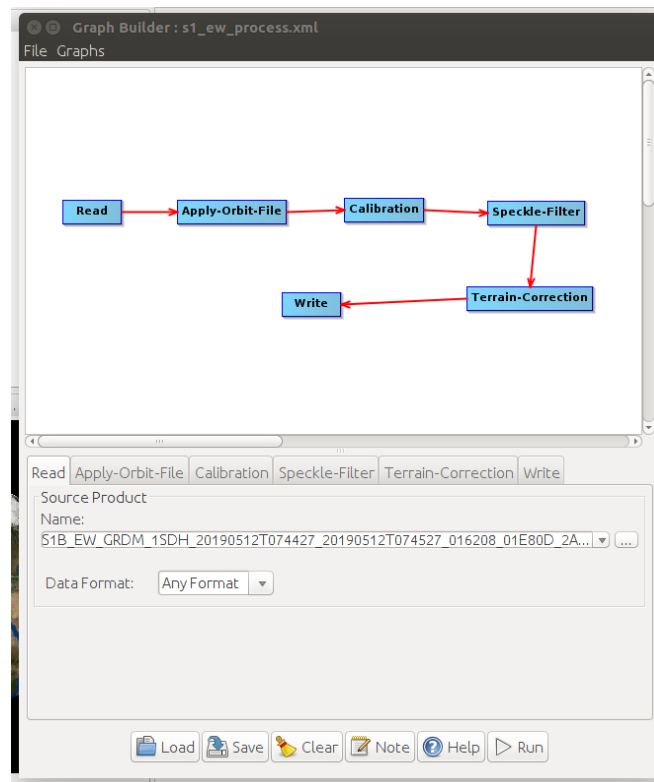 Graph Builder : s1_ew_process.xml
File Graphs
Read Apply-Orbit-File Calibration Speckle-Filter
Write Terrain-Correction
Read Apply-Orbit-File Calibration Speckle-Filter Terrain-Correction Write
Source Product
Name:
S1B_EW_GRDM_1SDH_20190512T074427_20190512T074527_016208_01E80D_2A... ...
Data Format: Any Format
Load Save Clear Note Help Run